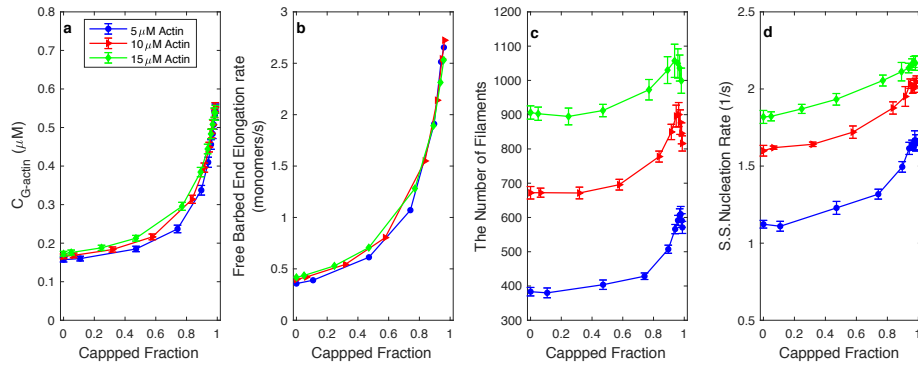 a
5 μM Actin
10 μM Actin
15 μM Actin
C_G-actin (μM)
0.8
0.7
0.6
0.5
0.4
0.3
0.2
0.1
0
0 0.2 0.4 0.6 0.8 1
Cappped Fraction
b
Free Barbed End Elongation rate
(monomers/s)
3
2.5
2
1.5
1
0.5
0
0 0.2 0.4 0.6 0.8 1
Cappped Fraction
c
The Number of Filaments
1200
1100
1000
900
800
700
600
500
400
300
0 0.2 0.4 0.6 0.8 1
Cappped Fraction
d
S.S.Nucleation Rate (1/s)
2.5
2
1.5
1
0.5
0 0.2 0.4 0.6 0.8 1
Cappped Fraction